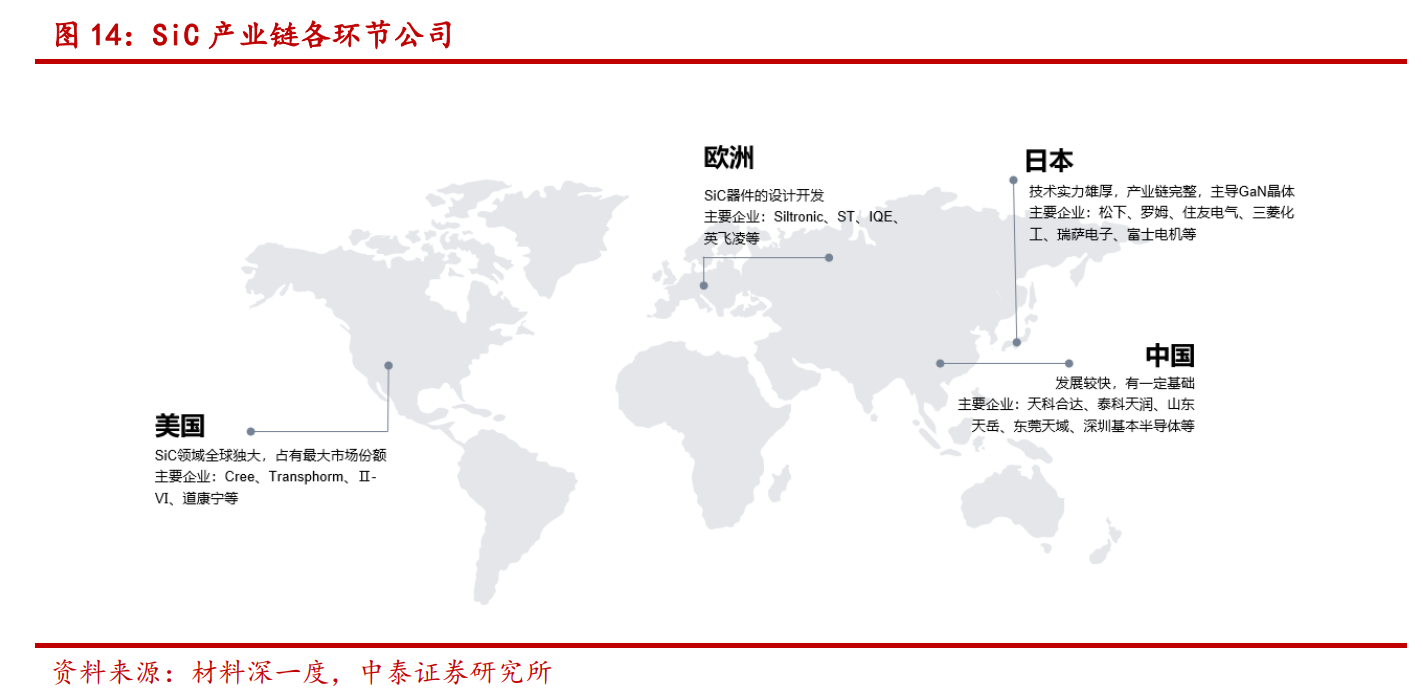 图 14：SiC 产业链各环节公司
欧洲
SiC器件的设计开发
主要企业：Siltronic、ST、IQE、
英飞凌等
日本
技术实力雄厚，产业链完整，主导GaN晶体
主要企业：松下、罗姆、住友电气、三菱化
工、瑞萨电子、富士电机等
中国
发展较快，有一定基础
主要企业：天科合达、泰科天润、山东
天岳、东莞天域、深圳基本半导体等
美国
SiC领域全球独大，占有最大市场份额
主要企业：Cree、Transphorm、Ⅱ-
Ⅵ、道康宁等
资料来源：材料深一度，中泰证券研究所